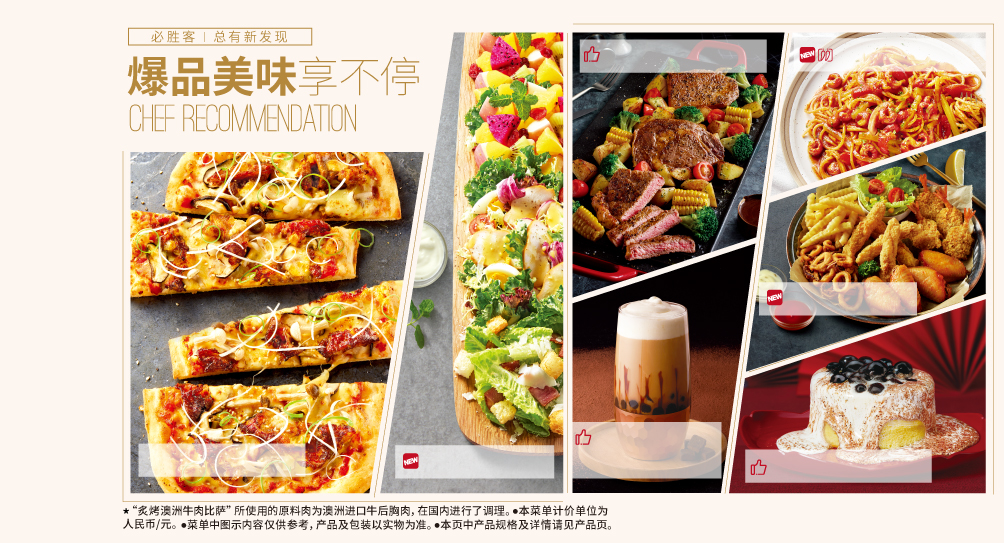 必胜客 | 总有新发现
爆品美味享不停
CHEF RECOMMENDATION
NEW
NEW
NEW
★ “炙烤澳洲牛肉比萨” 所使用的原料肉为澳洲进口牛后胸肉,在国内进行了调理。●本菜单计价单位为
人民币/元。●菜单中图示内容仅供参考,产品及包装以实物为准。●本页中产品规格及详情请见产品页。